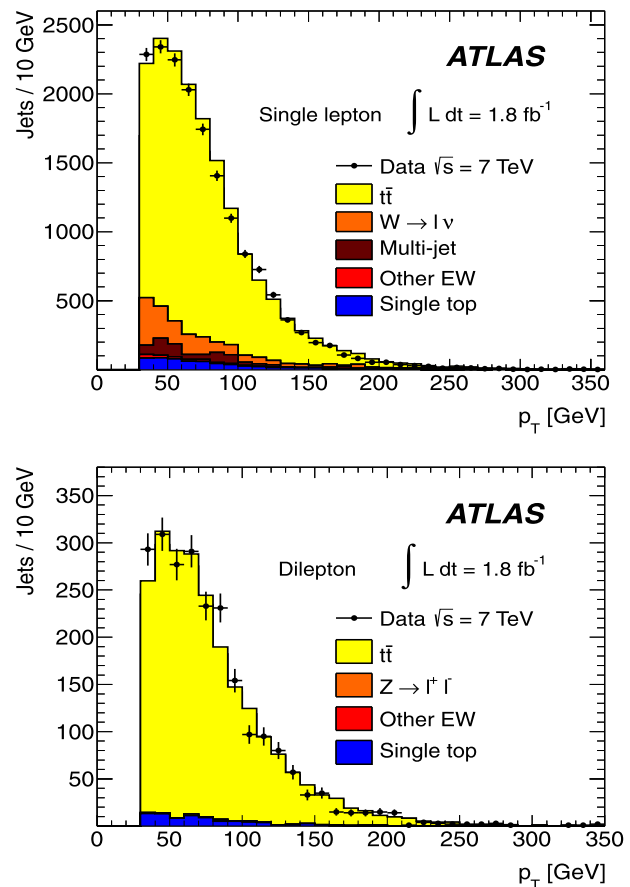 2500
2000
1500
1000
500
Jets / 10 GeV
ATLAS
Single lepton ∫ L dt = 1.8 fb⁻¹
Data √s = 7 TeV
tt̄
W → l ν
Multi-jet
Other EW
Single top
0 50 100 150 200 250 300 350
p_T [GeV]
350
300
250
200
150
100
50
Jets / 10 GeV
ATLAS
Dilepton ∫ L dt = 1.8 fb⁻¹
Data √s = 7 TeV
tt̄
Z → l⁺ l⁻
Other EW
Single top
0 50 100 150 200 250 300 350
p_T [GeV]